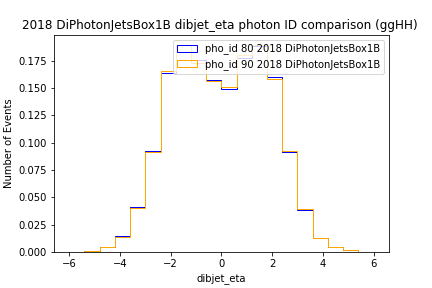 2018 DiPhotonJetsBox1B dibjet_eta photon ID comparison (ggHH)
pho_id 80 2018 DiPhotonJetsBox1B
pho_id 90 2018 DiPhotonJetsBox1B
Number of Events
0.175
0.150
0.125
0.100
0.075
0.050
0.025
0.000
−6 −4 −2 0 2 4 6
dibjet_eta